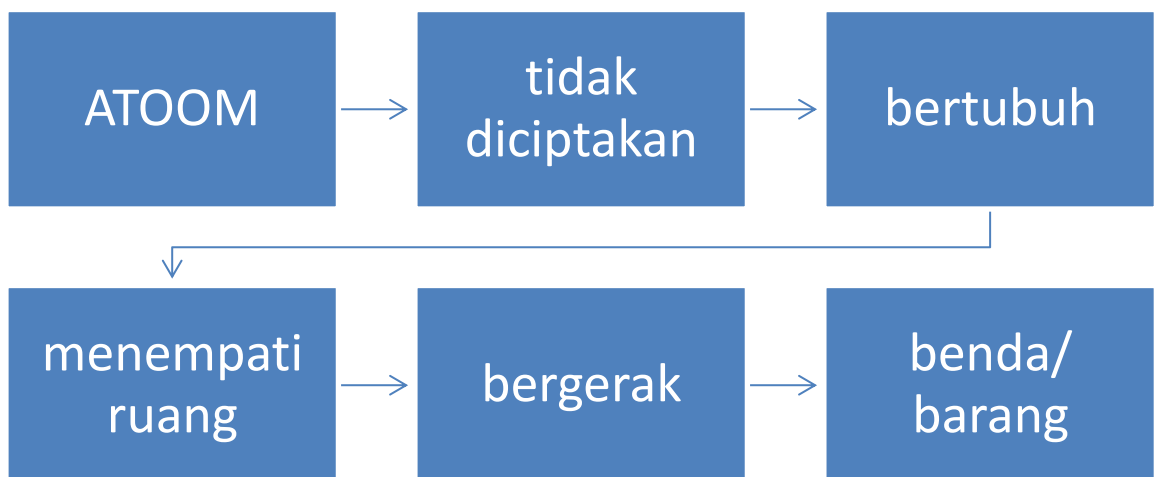 ATOOM
tidak
diciptakan
bertubuh
menempati
ruang
bergerak
benda/
barang